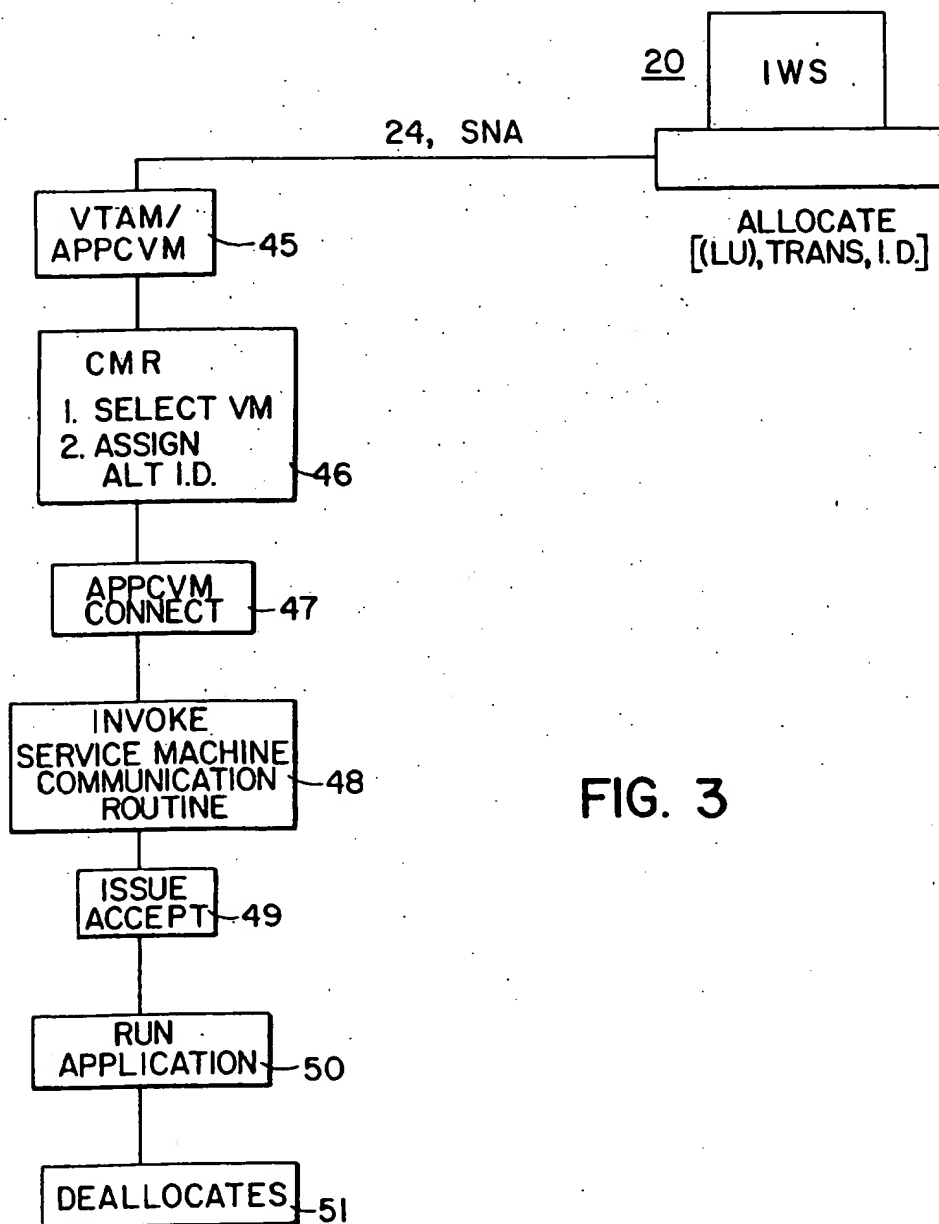 20
IWS
24, SNA
ALLOCATE
[(LU), TRANS, I.D.]
VTAM/
APPCVM
45
CMR
1. SELECT VM
2. ASSIGN
ALT I.D.
46
APPCVM
CONNECT
47
INVOKE
SERVICE MACHINE
COMMUNICATION
ROUTINE
48
FIG. 3
ISSUE
ACCEPT
49
RUN
APPLICATION
50
DEALLOCATES
51